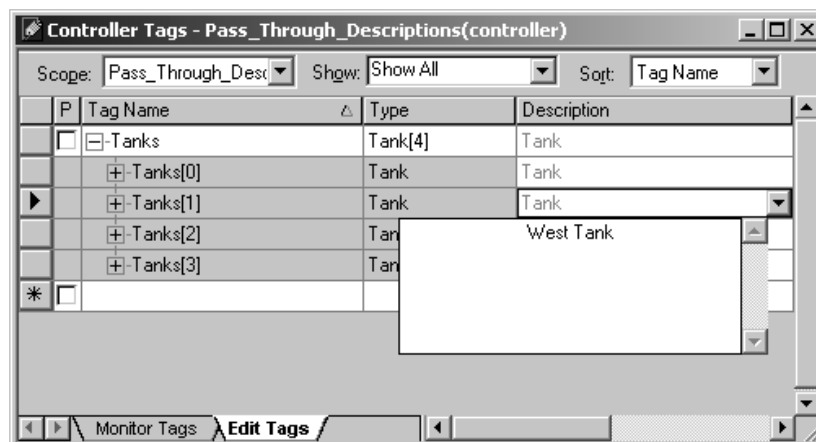 Controller Tags - Pass_Through_Descriptions(controller)
Scope: Pass_Through_Desc Show: Show All Sort: Tag Name
P Tag Name Type Description
Tanks Tank[4] Tank
Tanks[0] Tank Tank
Tanks[1] Tank Tank
Tanks[2] Tan West Tank
Tanks[3] Tan
Monitor Tags Edit Tags